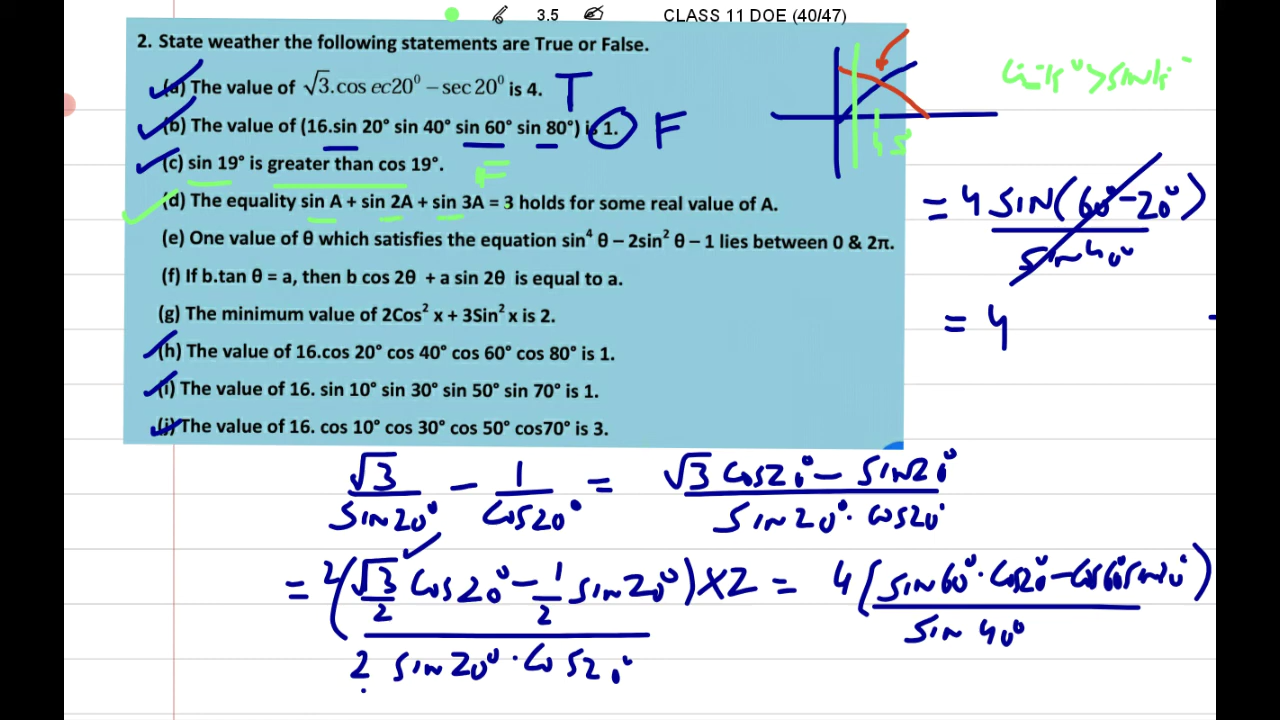 3.5 CLASS 11 DOE (40/47)
2. State weather the following statements are True or False.
(a) The value of √3.cos ec20⁰ − sec 20⁰ is 4. T
(b) The value of (16.sin 20° sin 40° sin 60° sin 80°) is 1. F
(c) sin 19° is greater than cos 19°. F
(d) The equality sin A + sin 2A + sin 3A = 3 holds for some real value of A.
(e) One value of θ which satisfies the equation sin⁴ θ − 2sin² θ − 1 lies between 0 & 2π.
(f) If b.tan θ = a, then b cos 2θ + a sin 2θ is equal to a.
(g) The minimum value of 2Cos² x + 3Sin² x is 2.
(h) The value of 16.cos 20° cos 40° cos 60° cos 80° is 1.
(i) The value of 16. sin 10° sin 30° sin 50° sin 70° is 1.
(j) The value of 16. cos 10° cos 30° cos 50° cos70° is 3.
45
= 4 sin(60° − 20°)
sin 40°
= 4
√3/sin20° − 1/cos20° = (√3 cos20° − sin20°)/(sin20° · cos20°)
= 2(√3/2 cos20° − 1/2 sin20°) × 2/(2 sin20° · cos20°) = 4(sin60° · cos20° − cos60° sin20°)/sin 40°